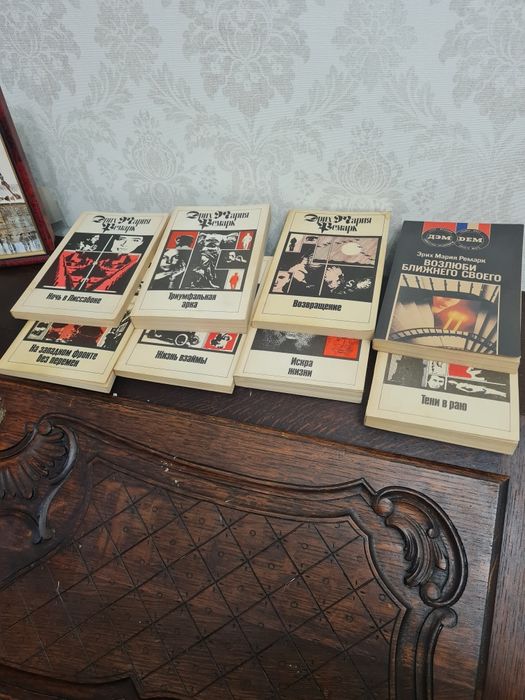 Эрих Мария
Ремарк
Ночь в Лиссабоне
Эрих Мария
Ремарк
Триумфальная
арка
Эрих Мария
Ремарк
Возвращение
ДЭМ
DEM
Эрих Мария Ремарк
ВОЗЛЮБИ
БЛИЖНЕГО СВОЕГО
На западном фронте
без перемен
Жизнь взаймы
Искра
жизни
Тени в раю